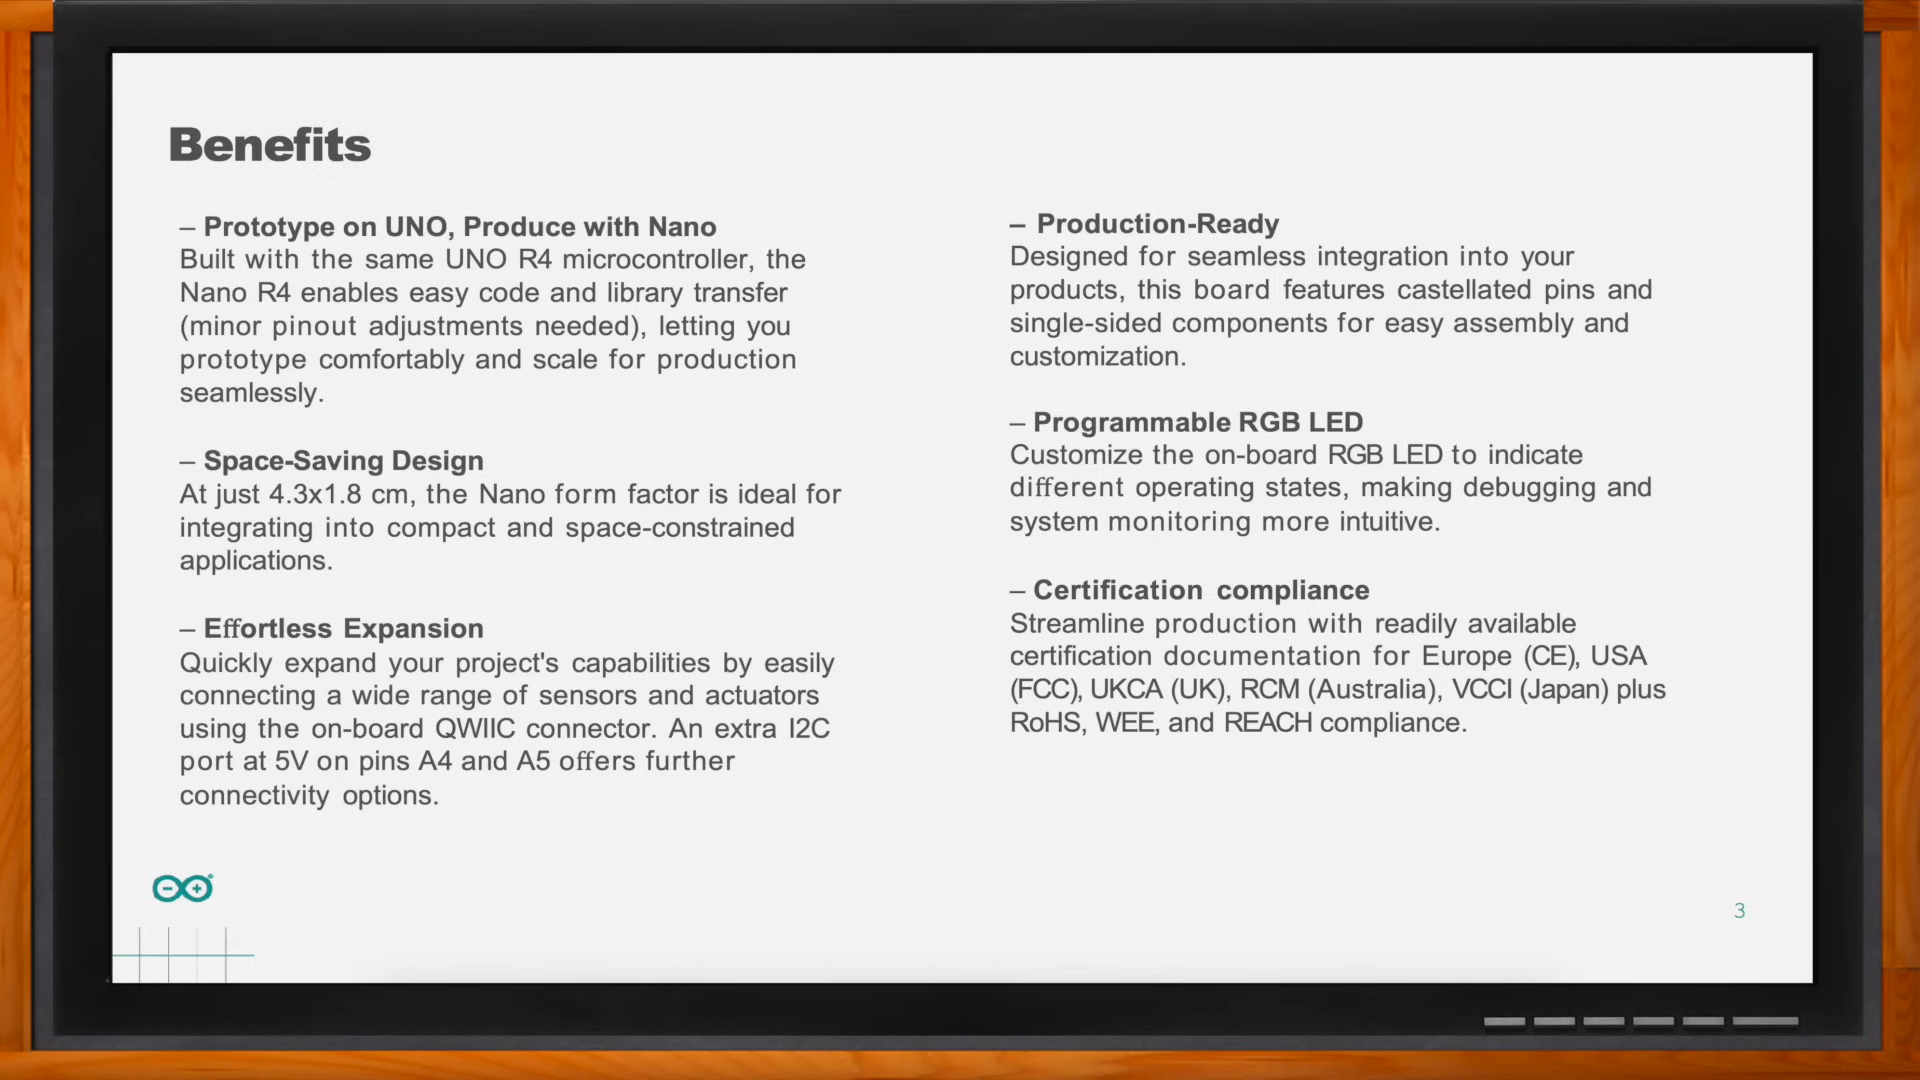 Benefits
– Prototype on UNO, Produce with Nano
Built with the same UNO R4 microcontroller, the
Nano R4 enables easy code and library transfer
(minor pinout adjustments needed), letting you
prototype comfortably and scale for production
seamlessly.
– Space-Saving Design
At just 4.3x1.8 cm, the Nano form factor is ideal for
integrating into compact and space-constrained
applications.
– Effortless Expansion
Quickly expand your project's capabilities by easily
connecting a wide range of sensors and actuators
using the on-board QWIIC connector. An extra I2C
port at 5V on pins A4 and A5 offers further
connectivity options.
– Production-Ready
Designed for seamless integration into your
products, this board features castellated pins and
single-sided components for easy assembly and
customization.
– Programmable RGB LED
Customize the on-board RGB LED to indicate
different operating states, making debugging and
system monitoring more intuitive.
– Certification compliance
Streamline production with readily available
certification documentation for Europe (CE), USA
(FCC), UKCA (UK), RCM (Australia), VCCI (Japan) plus
RoHS, WEE, and REACH compliance.
3